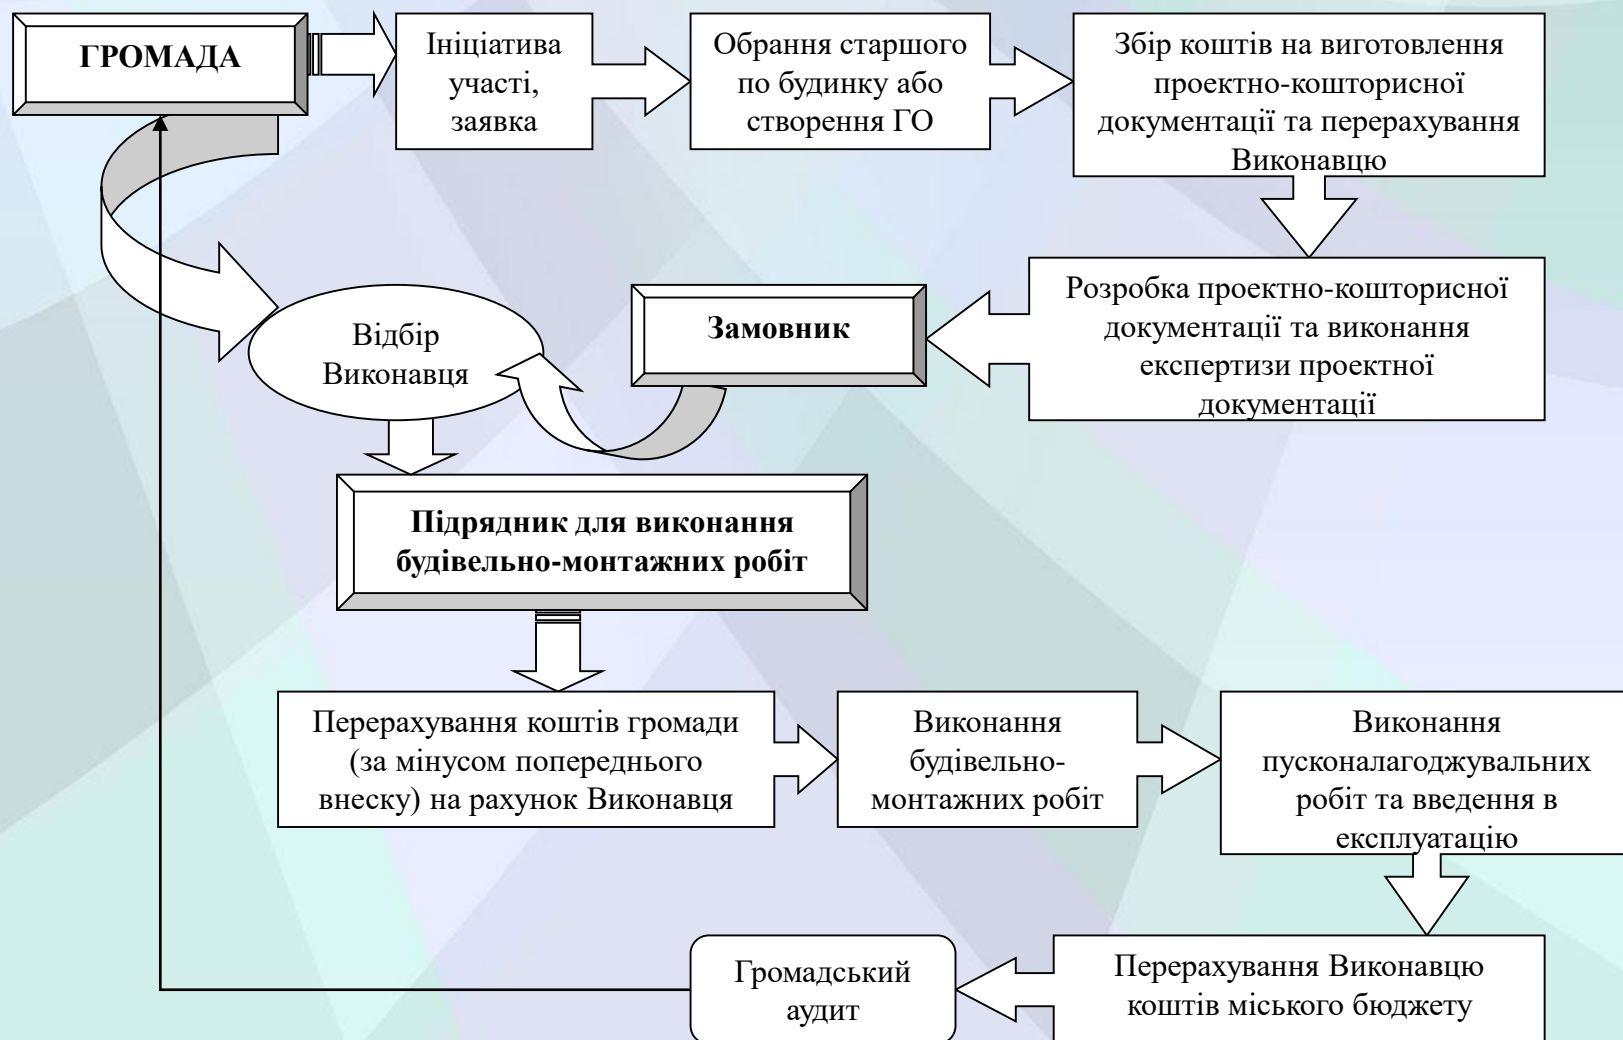 ГРОМАДА
Ініціатива
участі,
заявка
Обрання старшого
по будинку або
створення ГО
Збір коштів на виготовлення
проектно-кошторисної
документації та перерахування
Виконавцю
Розробка проектно-кошторисної
документації та виконання
експертизи проектної
документації
Замовник
Відбір
Виконавця
Підрядник для виконання
будівельно-монтажних робіт
Перерахування коштів громади
(за мінусом попереднього
внеску) на рахунок Виконавця
Виконання
будівельно-
монтажних робіт
Виконання
пусконалагоджувальних
робіт та введення в
експлуатацію
Перерахування Виконавцю
коштів міського бюджету
Громадський
аудит